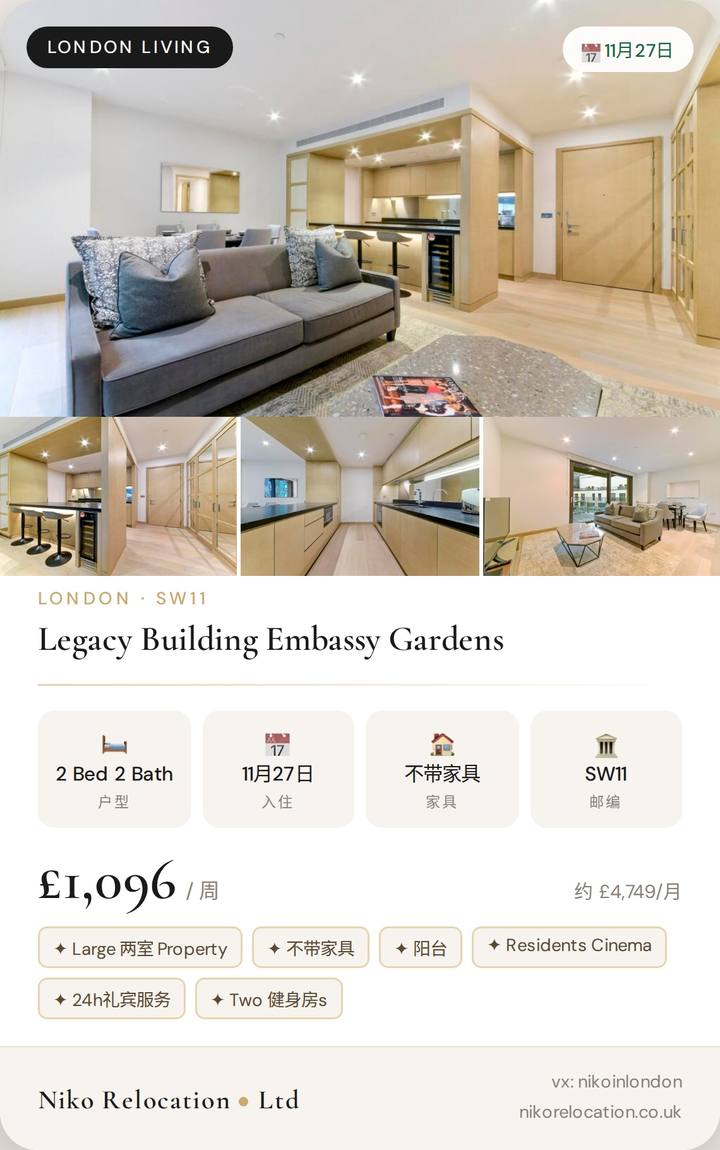 LONDON LIVING
11月27日
LONDON · SW11
Legacy Building Embassy Gardens
2 Bed 2 Bath
户型
17
11月27日
入住
不带家具
家具
SW11
邮编
£1,096 / 周
约 £4,749/月
✦ Large 两室 Property
✦ 不带家具
✦ 阳台
✦ Residents Cinema
✦ 24h礼宾服务
✦ Two 健身房s
Niko Relocation • Ltd
vx: nikoinlondon
nikorelocation.co.uk